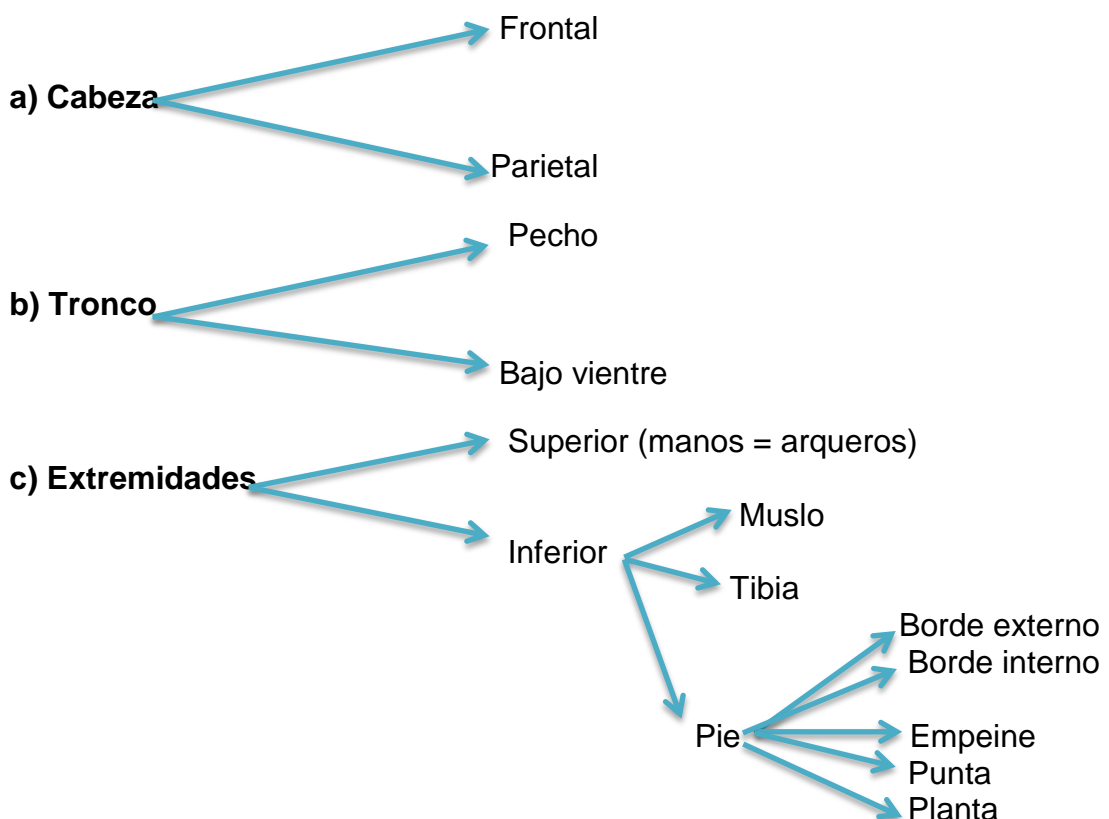 Frontal
a) Cabeza
Parietal
Pecho
b) Tronco
Bajo vientre
Superior (manos = arqueros)
c) Extremidades
Muslo
Inferior
Tibia
Borde externo
Borde interno
Pie
Empeine
Punta
Planta